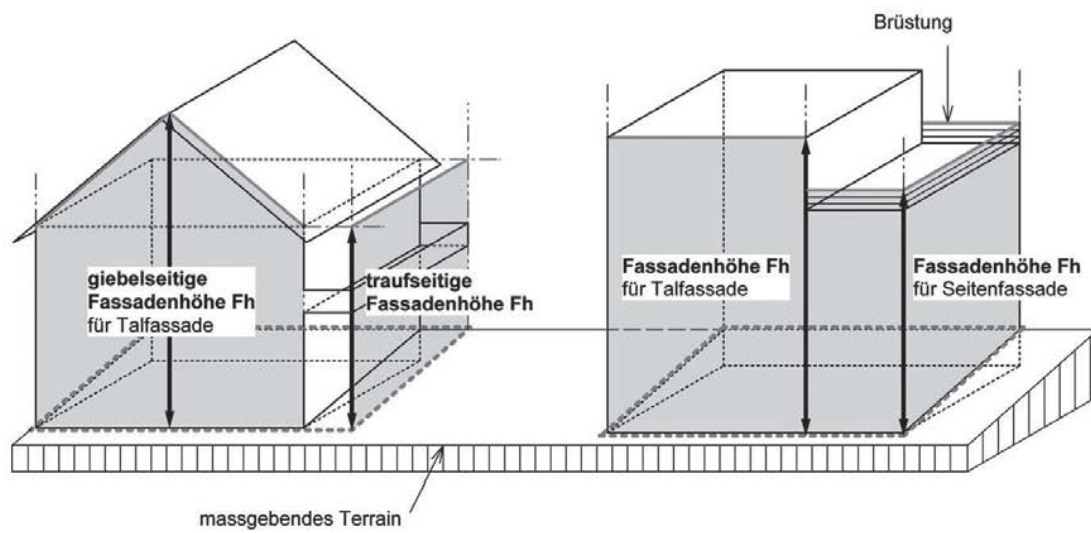 Brüstung
giebelseitige
Fassadenhöhe Fh
für Talfassade
traufseitige
Fassadenhöhe Fh
Fassadenhöhe Fh
für Talfassade
Fassadenhöhe Fh
für Seitenfassade
massgebendes Terrain